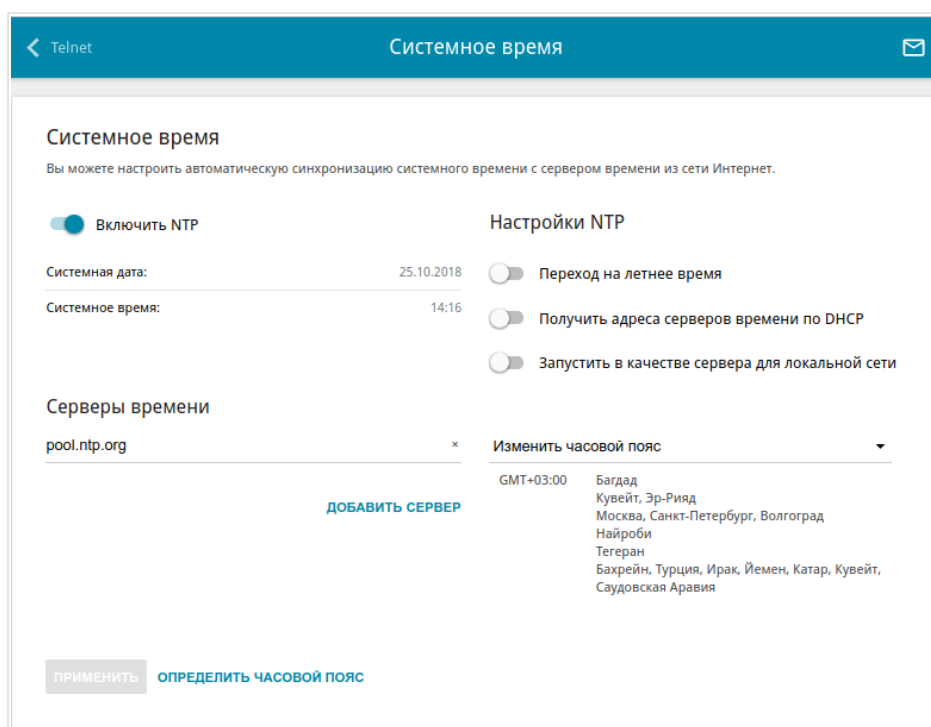 Telnet
Системное время
Системное время
Вы можете настроить автоматическую синхронизацию системного времени с сервером времени из сети Интернет.
Включить NTP
Системная дата: 25.10.2018
Системное время: 14:16
Настройки NTP
Переход на летнее время
Получить адреса серверов времени по DHCP
Запустить в качестве сервера для локальной сети
Серверы времени
pool.ntp.org ×
ДОБАВИТЬ СЕРВЕР
Изменить часовой пояс
GMT+03:00 Багдад
Кувейт, Эр-Рияд
Москва, Санкт-Петербург, Волгоград
Найроби
Тегеран
Бахрейн, Турция, Ирак, Йемен, Катар, Кувейт,
Саудовская Аравия
ПРИМЕНИТЬ ОПРЕДЕЛИТЬ ЧАСОВОЙ ПОЯС